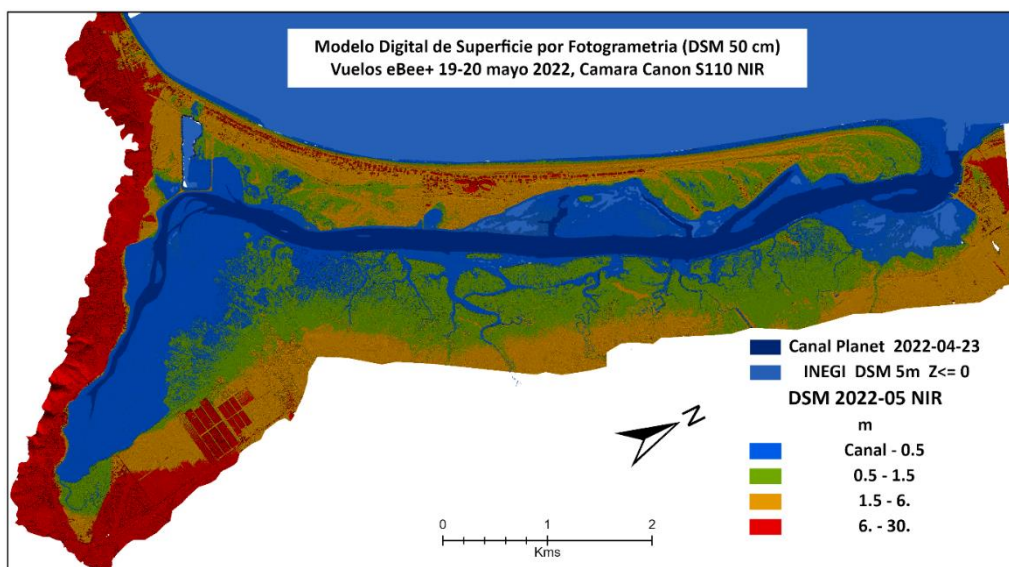 Modelo Digital de Superficie por Fotogrametria (DSM 50 cm)
Vuelos eBee+ 19-20 mayo 2022, Camara Canon S110 NIR
Canal Planet 2022-04-23
INEGI DSM 5m Z<= 0
DSM 2022-05 NIR
m
Canal - 0.5
0.5 - 1.5
1.5 - 6.
6. - 30.
N
0 1 2
Kms